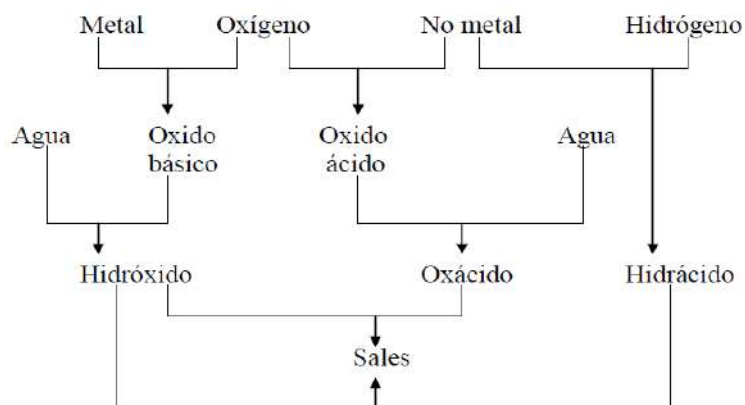 Metal Oxígeno No metal Hidrógeno
Agua Oxido básico Oxido ácido Agua
Hidróxido Oxácido Hidrácido
Sales